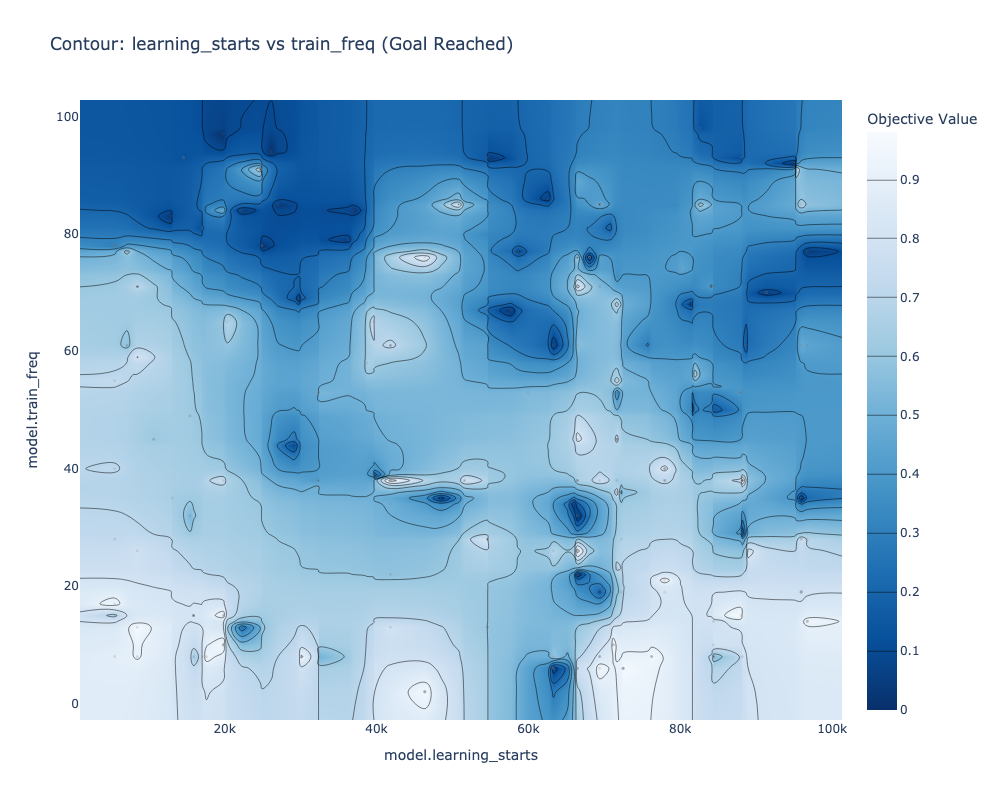 Contour: learning_starts vs train_freq (Goal Reached)
Objective Value
100
80
60
40
20
0
model.train_freq
20k
40k
60k
80k
100k
model.learning_starts
0.9
0.8
0.7
0.6
0.5
0.4
0.3
0.2
0.1
0